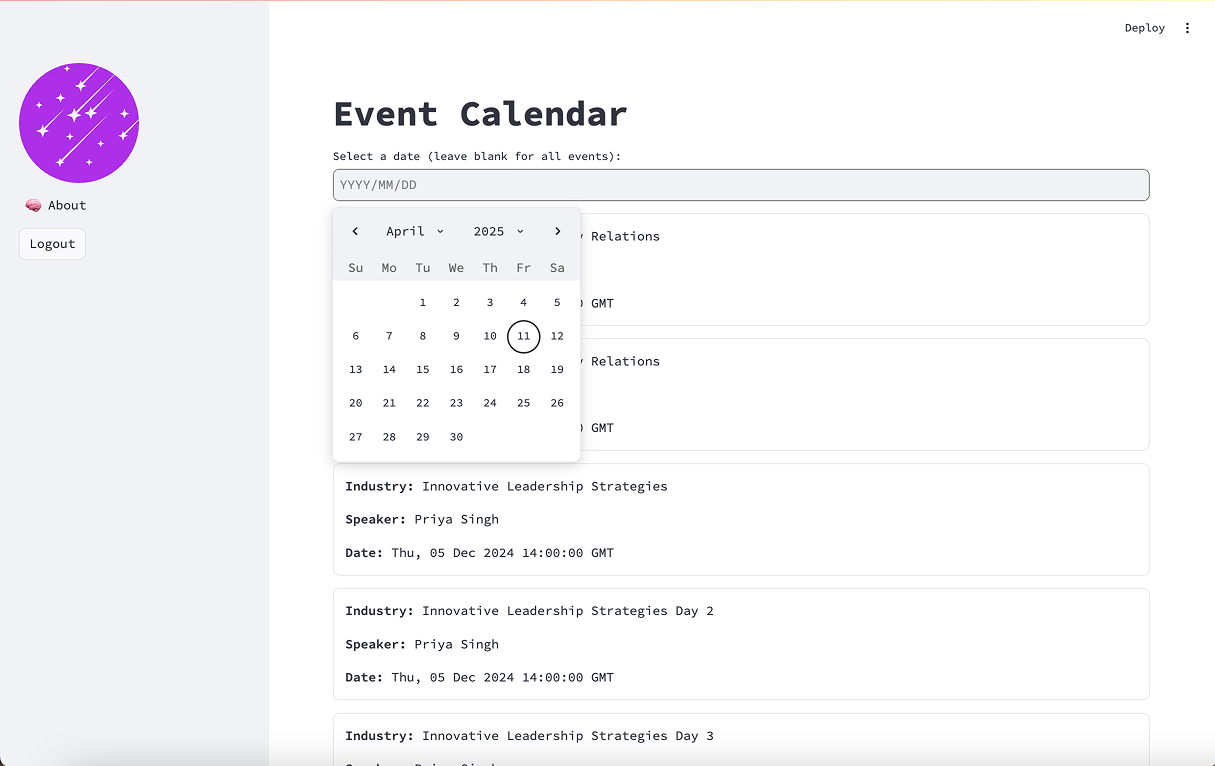 Deploy
🧠 About
Logout
Event Calendar
Select a date (leave blank for all events):
YYYY/MM/DD
April 2025
Su Mo Tu We Th Fr Sa
1 2 3 4 5
6 7 8 9 10 11 12
13 14 15 16 17 18 19
20 21 22 23 24 25 26
27 28 29 30
Relations
GMT
Relations
GMT
Industry: Innovative Leadership Strategies
Speaker: Priya Singh
Date: Thu, 05 Dec 2024 14:00:00 GMT
Industry: Innovative Leadership Strategies Day 2
Speaker: Priya Singh
Date: Thu, 05 Dec 2024 14:00:00 GMT
Industry: Innovative Leadership Strategies Day 3